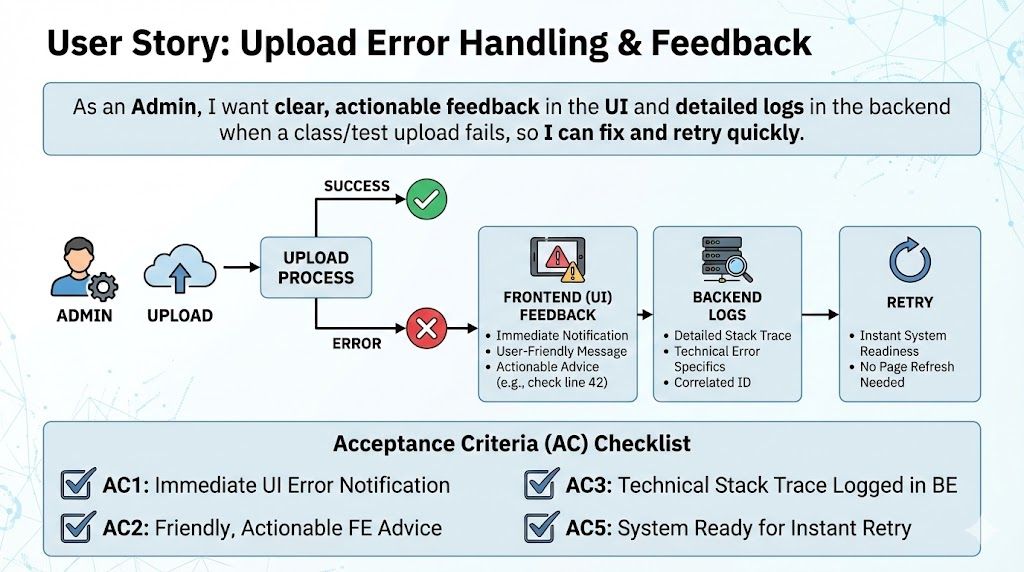 User Story: Upload Error Handling & Feedback
As an Admin, I want clear, actionable feedback in the UI and detailed logs in the backend
when a class/test upload fails, so I can fix and retry quickly.
SUCCESS
ADMIN
UPLOAD
UPLOAD
PROCESS
ERROR
FRONTEND (UI)
FEEDBACK
• Immediate Notification
• User-Friendly Message
• Actionable Advice
(e.g., check line 42)
BACKEND
LOGS
• Detailed Stack Trace
• Technical Error
Specifics
• Correlated ID
RETRY
• Instant System
Readiness
• No Page Refresh
Needed
Acceptance Criteria (AC) Checklist
AC1: Immediate UI Error Notification
AC2: Friendly, Actionable FE Advice
AC3: Technical Stack Trace Logged in BE
AC5: System Ready for Instant Retry